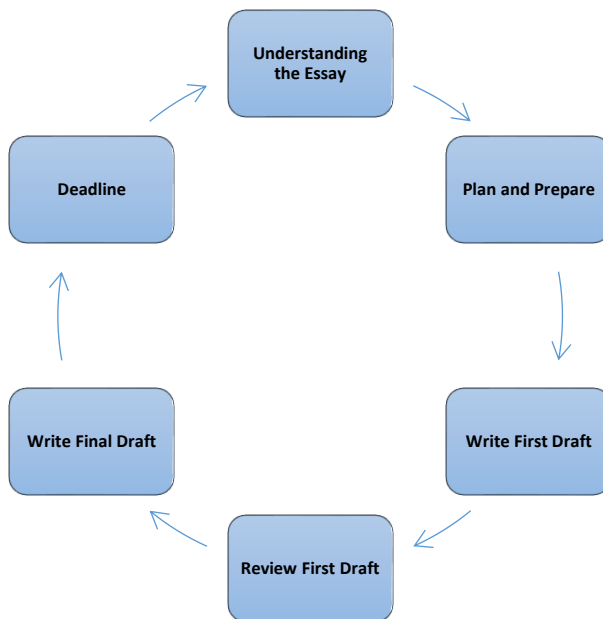 Understanding
the Essay
Plan and Prepare
Write First Draft
Review First Draft
Write Final Draft
Deadline